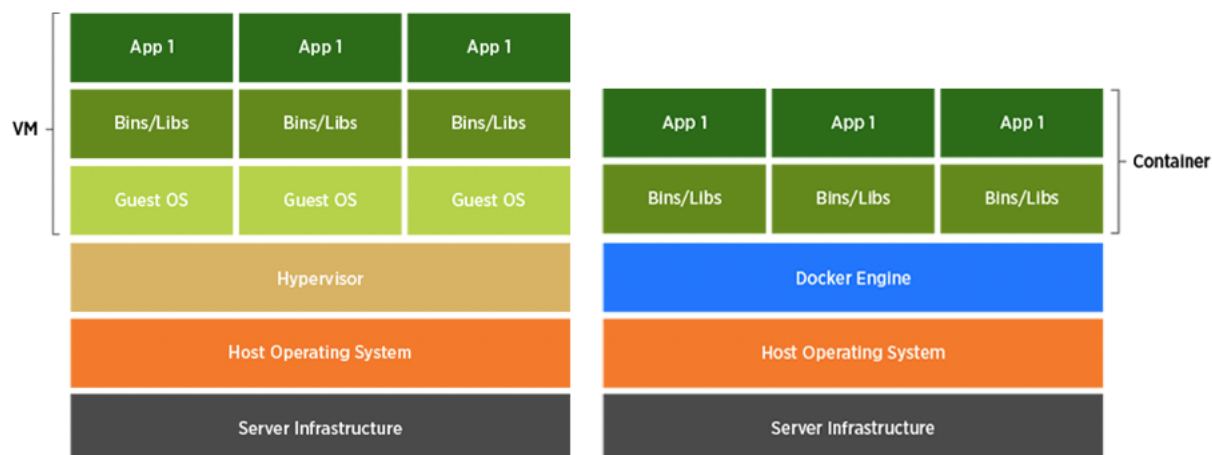 App 1
App 1
App 1
VM
Bins/Libs
Bins/Libs
Bins/Libs
Guest OS
Guest OS
Guest OS
Hypervisor
Host Operating System
Server Infrastructure
App 1
App 1
App 1
Container
Bins/Libs
Bins/Libs
Bins/Libs
Docker Engine
Host Operating System
Server Infrastructure